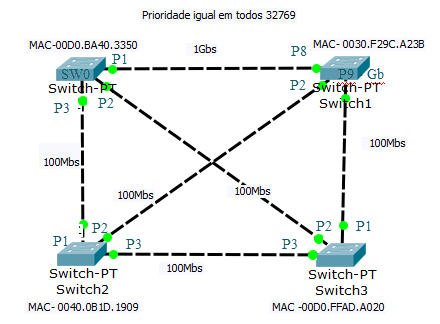 Prioridade igual em todos 32769
MAC-00D0.BA40.3350
MAC- 0030.F29C.A23B
P1
1Gbs
P8
SW0
Switch-PT
P9
Gb
Switch-PT
Switch1
P3
P2
P2
100Mbs
100Mbs
100Mbs
100Mbs
P1
P2
P3
100Mbs
P3
P2
P1
Switch-PT
Switch2
Switch-PT
Switch3
MAC- 0040.0B1D.1909
MAC -00D0.FFAD.A020